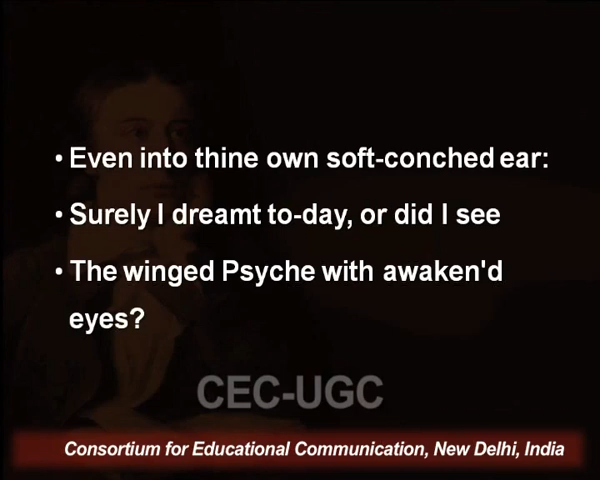 • Even into thine own soft-conched ear:
• Surely I dreamt to-day, or did I see
• The winged Psyche with awaken'd
eyes?
CEC-UGC
Consortium for Educational Communication, New Delhi, India